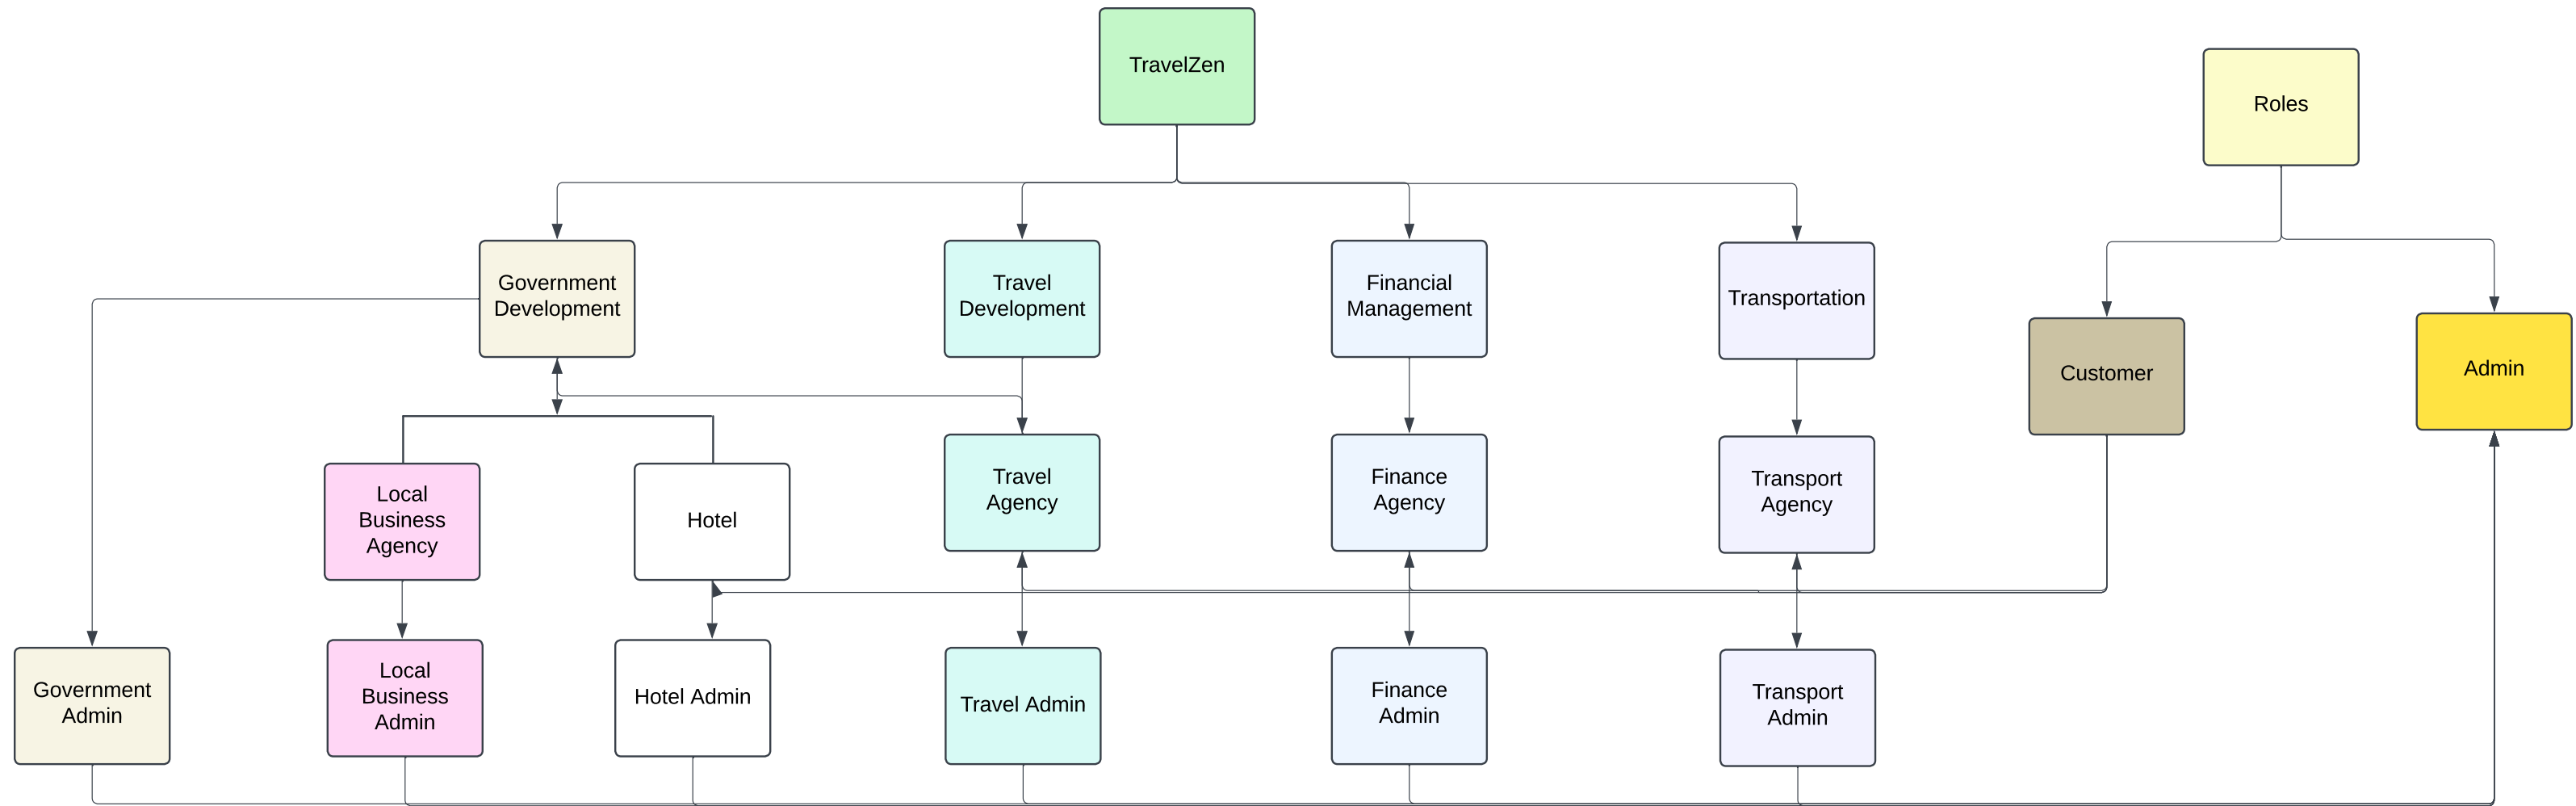 TravelZen
Roles
Government
Development
Travel
Development
Financial
Management
Transportation
Customer
Admin
Local
Business
Agency
Hotel
Travel
Agency
Finance
Agency
Transport
Agency
Government
Admin
Local
Business
Admin
Hotel Admin
Travel Admin
Finance
Admin
Transport
Admin